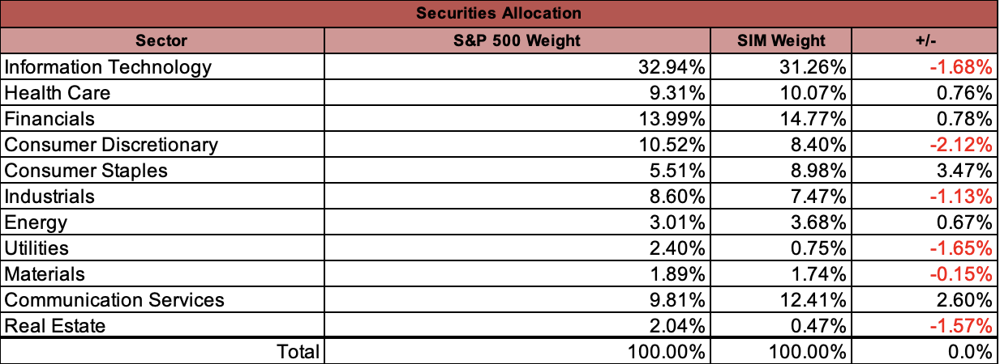 Securities Allocation
Sector S&P 500 Weight SIM Weight +/-
Information Technology 32.94% 31.26% -1.68%
Health Care 9.31% 10.07% 0.76%
Financials 13.99% 14.77% 0.78%
Consumer Discretionary 10.52% 8.40% -2.12%
Consumer Staples 5.51% 8.98% 3.47%
Industrials 8.60% 7.47% -1.13%
Energy 3.01% 3.68% 0.67%
Utilities 2.40% 0.75% -1.65%
Materials 1.89% 1.74% -0.15%
Communication Services 9.81% 12.41% 2.60%
Real Estate 2.04% 0.47% -1.57%
Total 100.00% 100.00% 0.0%